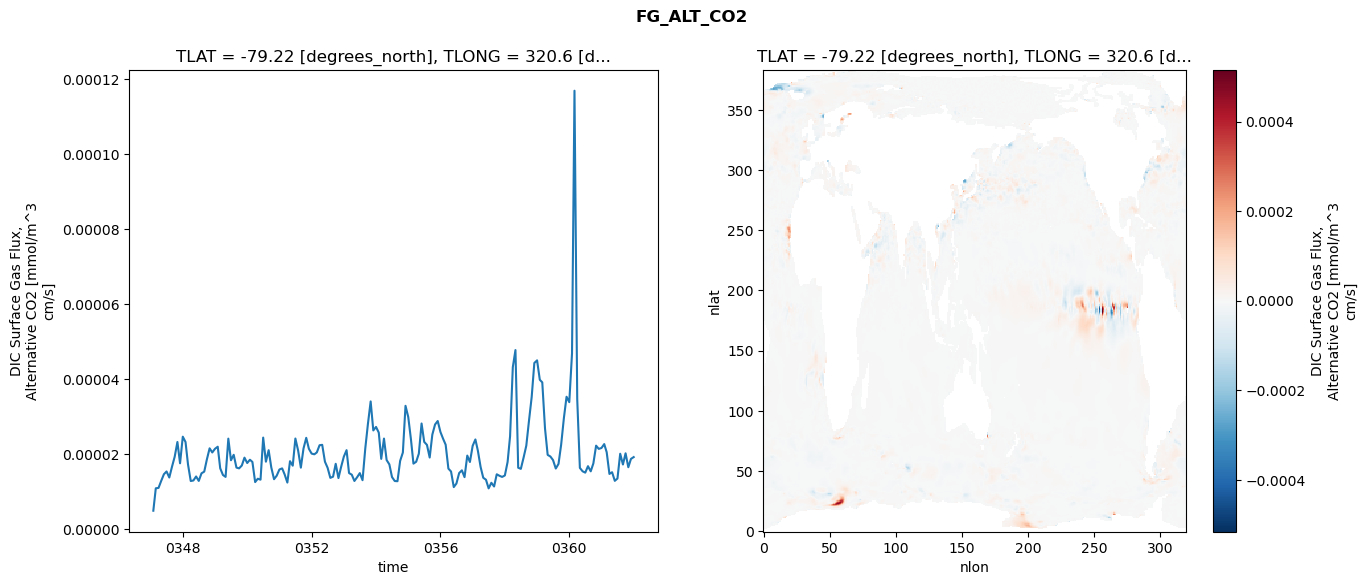 FG_ALT_CO2
TLAT = -79.22 [degrees_north], TLONG = 320.6 [d...
0.00012
0.00010
0.00008
0.00006
0.00004
0.00002
0.00000
DIC Surface Gas Flux,
Alternative CO2 [mmol/m^3
cm/s]
0348
0352
0356
0360
time
TLAT = -79.22 [degrees_north], TLONG = 320.6 [d...
350
300
250
200
150
100
50
0
nlat
0
50
100
150
200
250
300
nlon
0.0004
0.0002
0.0000
−0.0002
−0.0004
DIC Surface Gas Flux,
Alternative CO2 [mmol/m^3
cm/s]